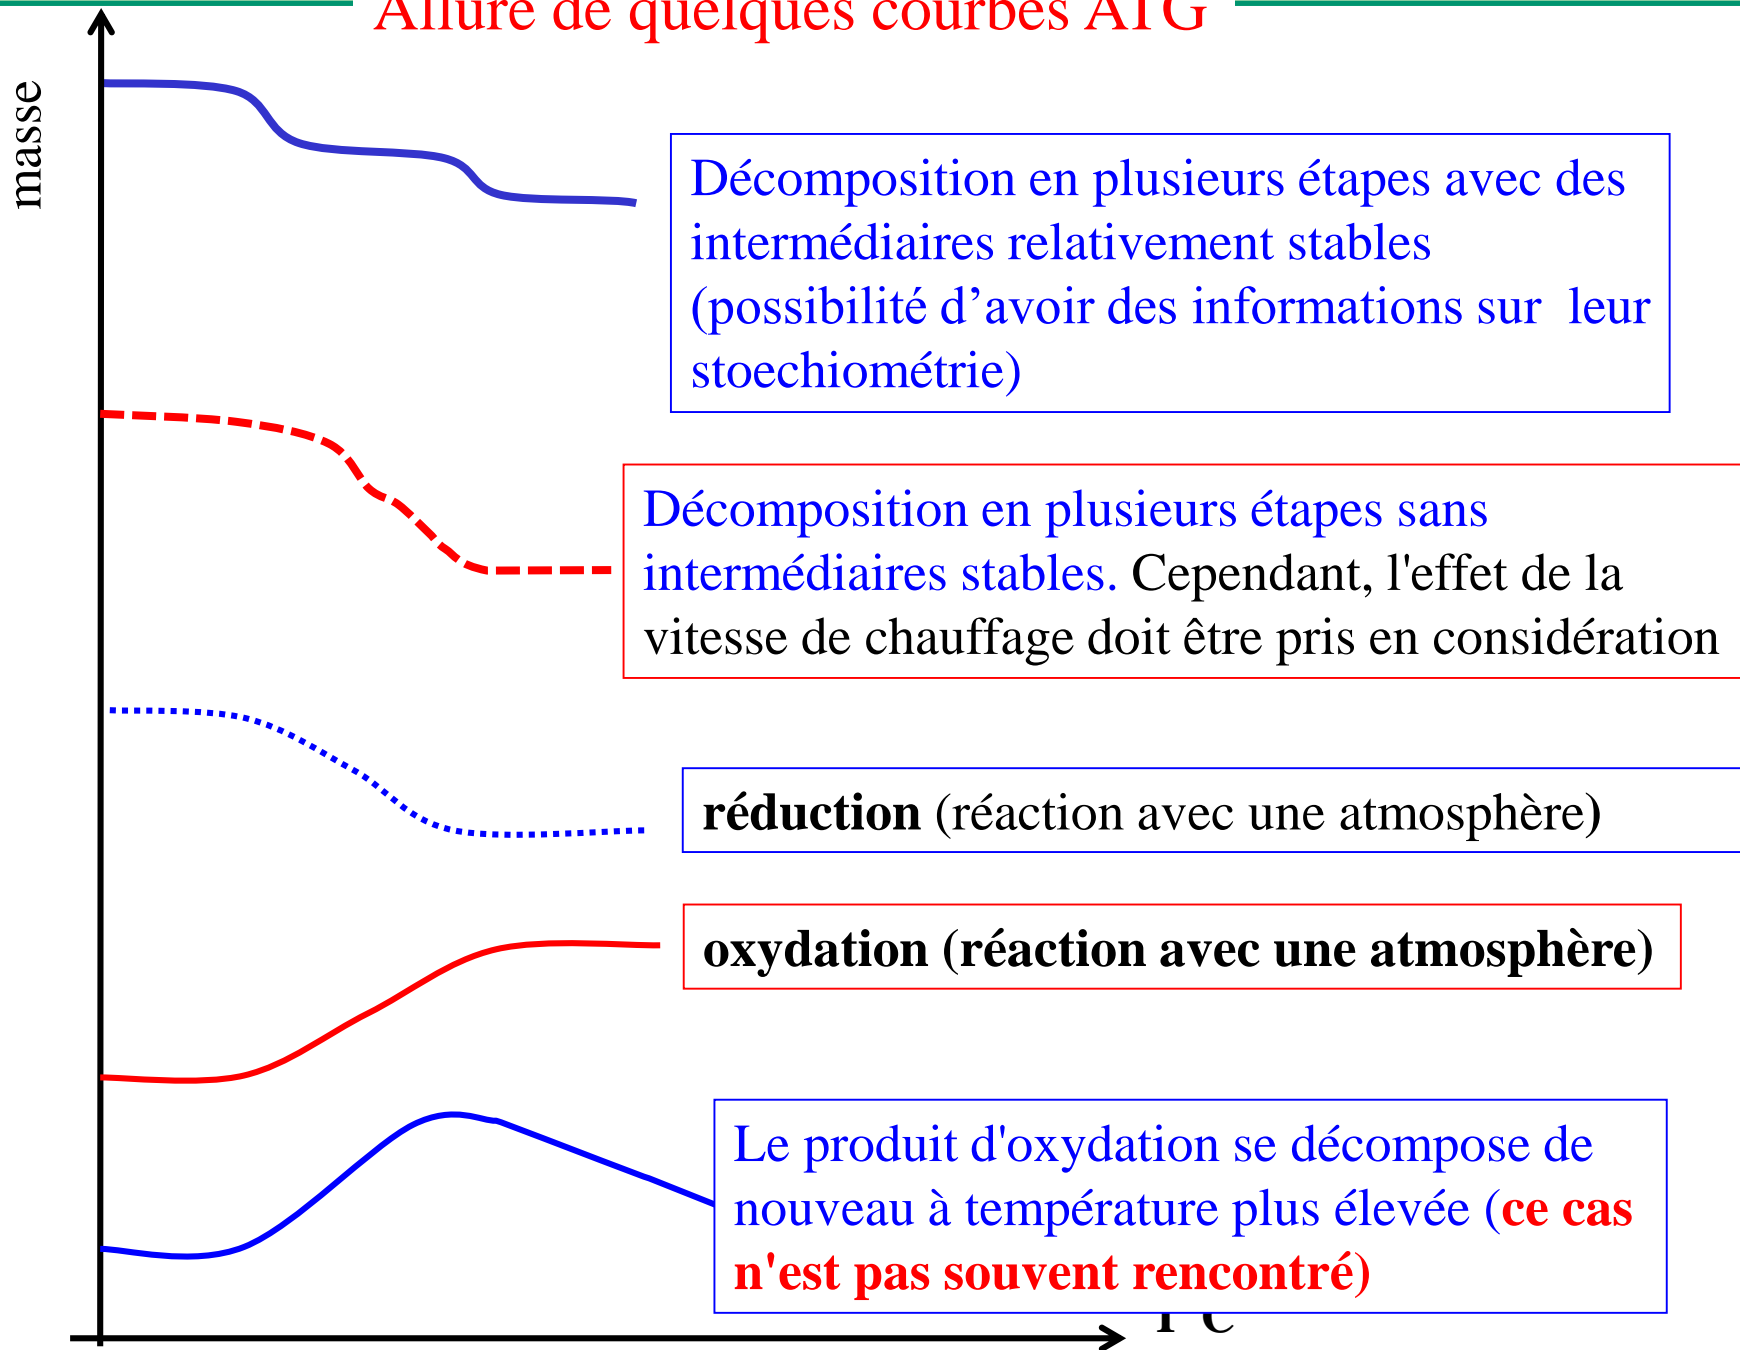 Allure de quelques courbes ATG
masse
Décomposition en plusieurs étapes avec des
intermédiaires relativement stables
(possibilité d’avoir des informations sur  leur
stoechiométrie)
Décomposition en plusieurs étapes sans
intermédiaires stables. Cependant, l'effet de la
vitesse de chauffage doit être pris en considération
réduction (réaction avec une atmosphère)
oxydation (réaction avec une atmosphère)
Le produit d'oxydation se décompose de
nouveau à température plus élevée (ce cas
n'est pas souvent rencontré)